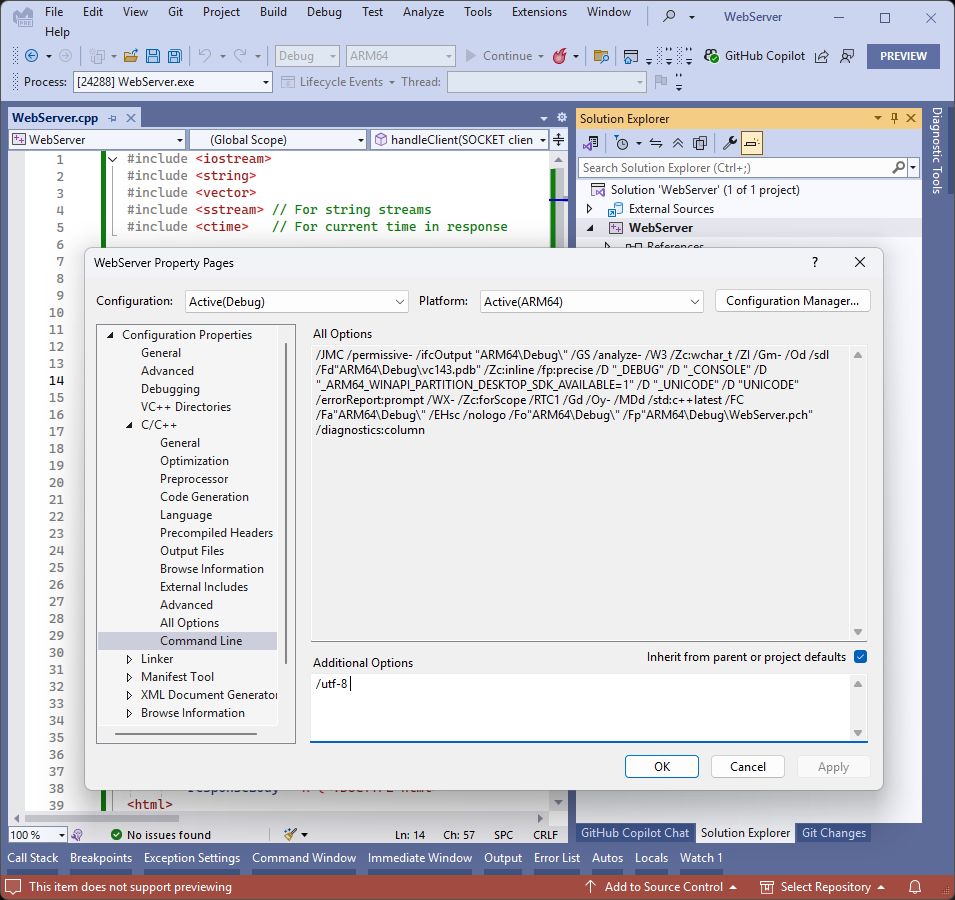 File Edit View Git Project Build Debug Test Analyze Tools Extensions Window WebServer
Help
Debug ARM64 Continue GitHub Copilot PREVIEW
Process: [24288] WebServer.exe Lifecycle Events Thread:
WebServer.cpp
WebServer (Global Scope) handleClient(SOCKET clien
1 #include <iostream>
2 #include <string>
3 #include <vector>
4 #include <sstream> // For string streams
5 #include <ctime> // For current time in response
6
7
8
9
10
11
12
13
14
15
16
17
18
19
20
21
22
23
24
25
26
27
28
29
30
31
32
33
34
35
36
37
38
39 <html>
Solution Explorer
Search Solution Explorer (Ctrl+;)
Solution 'WebServer' (1 of 1 project)
External Sources
WebServer
References
Diagnostic Tools
WebServer Property Pages ?
Configuration: Active(Debug) Platform: Active(ARM64) Configuration Manager...
Configuration Properties
General
Advanced
Debugging
VC++ Directories
C/C++
General
Optimization
Preprocessor
Code Generation
Language
Precompiled Headers
Output Files
Browse Information
External Includes
Advanced
All Options
Command Line
Linker
Manifest Tool
XML Document Generator
Browse Information
All Options
/JMC /permissive- /ifcOutput "ARM64\Debug\" /GS /analyze- /W3 /Zc:wchar_t /ZI /Gm- /Od /sdl
/Fd"ARM64\Debug\vc143.pdb" /Zc:inline /fp:precise /D "_DEBUG" /D "_CONSOLE" /D
"_ARM64_WINAPI_PARTITION_DESKTOP_SDK_AVAILABLE=1" /D "_UNICODE" /D "UNICODE"
/errorReport:prompt /WX- /Zc:forScope /RTC1 /Gd /Oy- /MDd /std:c++latest /FC
/Fa"ARM64\Debug\" /EHsc /nologo /Fo"ARM64\Debug\" /Fp"ARM64\Debug\WebServer.pch"
/diagnostics:column
Additional Options Inherit from parent or project defaults
/utf-8
OK Cancel Apply
100 % No issues found Ln: 14 Ch: 57 SPC CRLF
GitHub Copilot Chat Solution Explorer Git Changes
Call Stack Breakpoints Exception Settings Command Window Immediate Window Output Error List Autos Locals Watch 1
This item does not support previewing Add to Source Control Select Repository